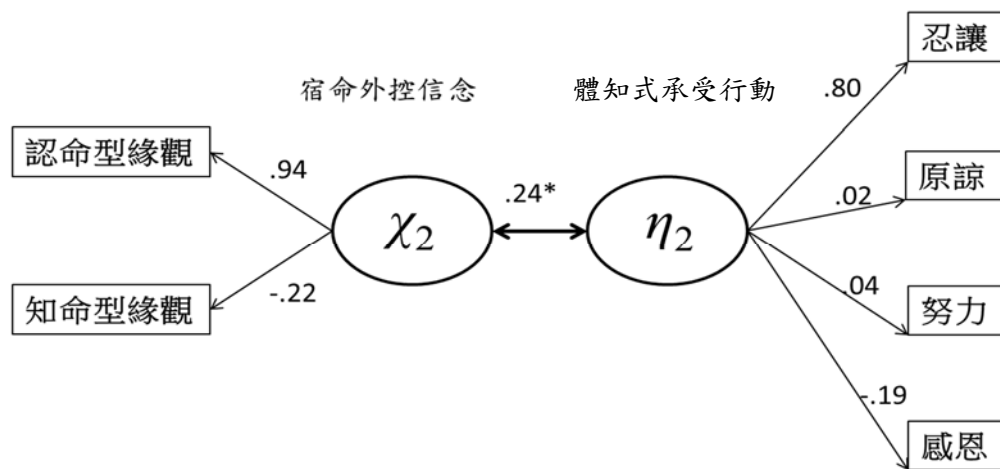 忍讓
宿命外控信念
體知式承受行動
.80
認命型緣觀
.94
原諒
.02
.24*
χ₂
η₂
知命型緣觀
-.22
.04
努力
-.19
感恩